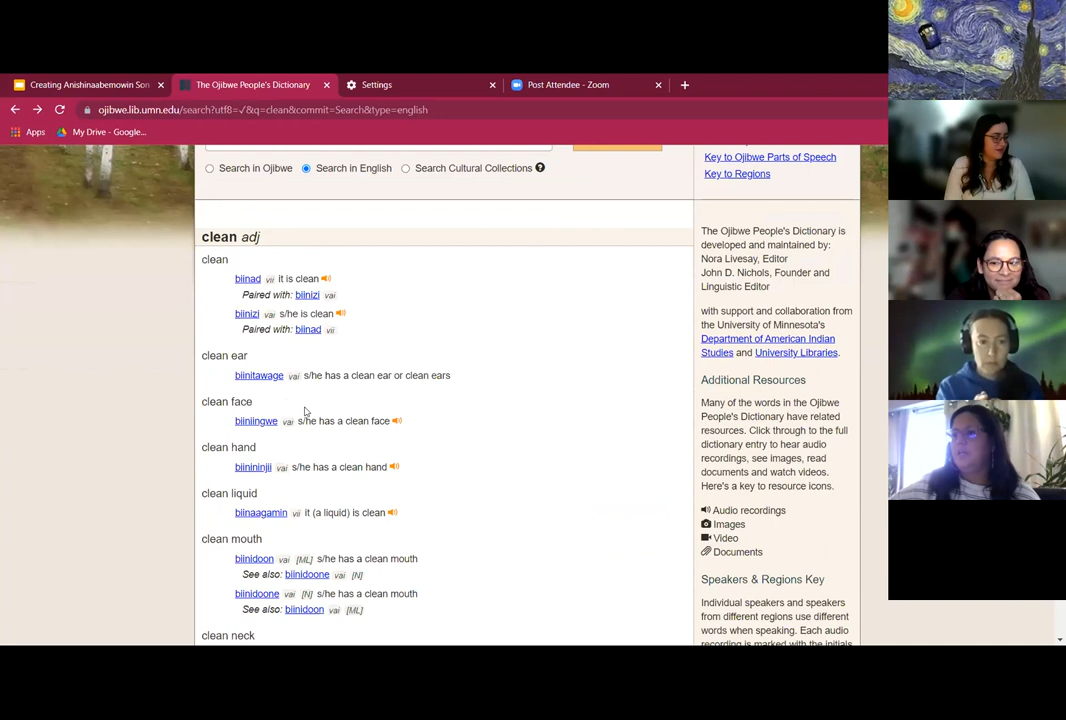 Creating Anishinaabemowin Son
The Ojibwe People's Dictionary
Settings
Post Attendee - Zoom
ojibwe.lib.umn.edu/search?utf8=✓&q=clean&commit=Search&type=english
Apps
My Drive - Google...
Search in Ojibwe
Search in English
Search Cultural Collections
clean adj
clean
biinad vii it is clean
Paired with: biinizi vai
biinizi vai s/he is clean
Paired with: biinad vii
clean ear
biinitawage vai s/he has a clean ear or clean ears
clean face
biiniingwe vai s/he has a clean face
clean hand
biinininjii vai s/he has a clean hand
clean liquid
biinaagamin vii it (a liquid) is clean
clean mouth
biinidoon vai [ML] s/he has a clean mouth
See also: biinidoone vai [N]
biinidoone vai [N] s/he has a clean mouth
See also: biinidoon vai [ML]
clean neck
Key to Ojibwe Parts of Speech
Key to Regions
The Ojibwe People's Dictionary is
developed and maintained by:
Nora Livesay, Editor
John D. Nichols, Founder and
Linguistic Editor
with support and collaboration from
the University of Minnesota's
Department of American Indian
Studies and University Libraries.
Additional Resources
Many of the words in the Ojibwe
People's Dictionary have related
resources. Click through to the full
dictionary entry to hear audio
recordings, see images, read
documents and watch videos.
Here's a key to resource icons.
Audio recordings
Images
Video
Documents
Speakers & Regions Key
Individual speakers and speakers
from different regions use different
words when speaking. Each audio
recording is marked with the initials